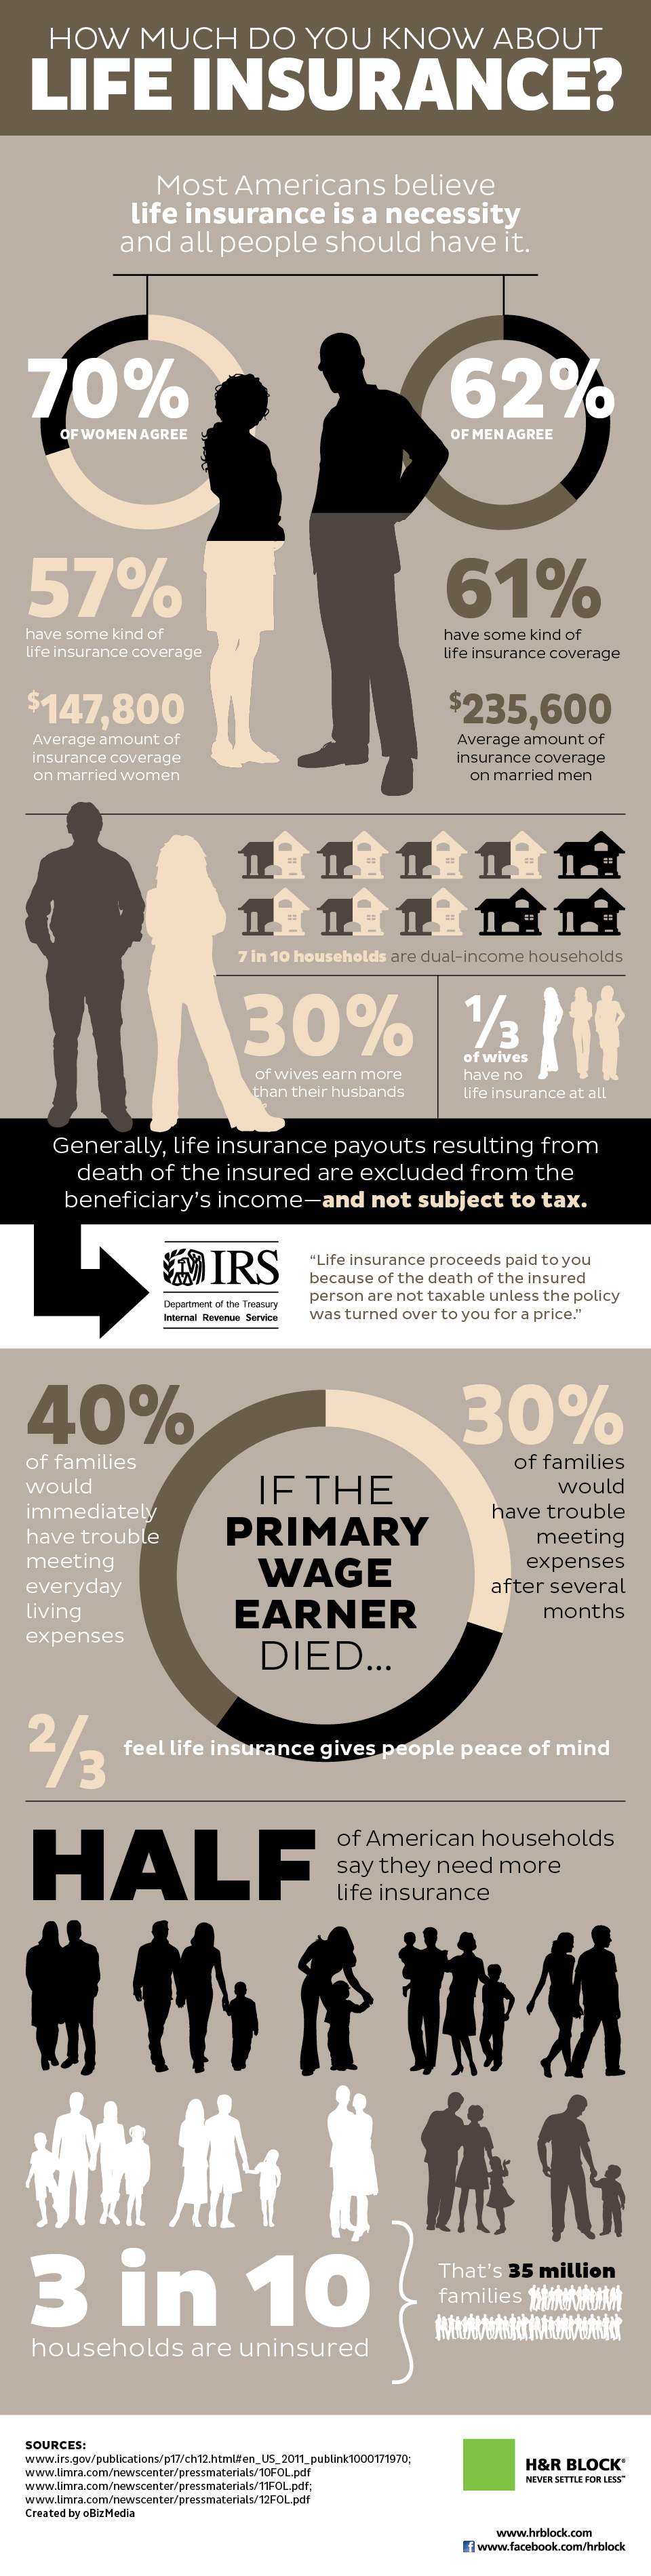 HOW MUCH DO YOU KNOW ABOUT
LIFE INSURANCE?
Most Americans believe
life insurance is a necessity
and all people should have it.
70%
OF WOMEN AGREE
62%
OF MEN AGREE
57%
have some kind of
life insurance coverage
61%
have some kind of
life insurance coverage
$147,800
Average amount of
insurance coverage
on married women
$235,600
Average amount of
insurance coverage
on married men
7 in 10 households are dual-income households
30%
of wives earn more
than their husbands
1/3
of wives
have no
life insurance at all
Generally, life insurance payouts resulting from
death of the insured are excluded from the
beneficiary's income—and not subject to tax.
IRS
Department of the Treasury
Internal Revenue Service
"Life insurance proceeds paid to you
because of the death of the insured
person are not taxable unless the policy
was turned over to you for a price."
40%
of families
would
immediately
have trouble
meeting
everyday
living
expenses
IF THE
PRIMARY
WAGE
EARNER
DIED...
30%
of families
would
have trouble
meeting
expenses
after several
months
2/3
feel life insurance gives people peace of mind
HALF
of American households
say they need more
life insurance
3 in 10
households are uninsured
That's 35 million
families
SOURCES:
www.irs.gov/publications/p17/ch12.html#en_US_2011_publink1000171970;
www.limra.com/newscenter/pressmaterials/10FOL.pdf
www.limra.com/newscenter/pressmaterials/11FOL.pdf;
www.limra.com/newscenter/pressmaterials/12FOL.pdf
Created by oBizMedia
H&R BLOCK®
NEVER SETTLE FOR LESS™
www.hrblock.com
www.facebook.com/hrblock